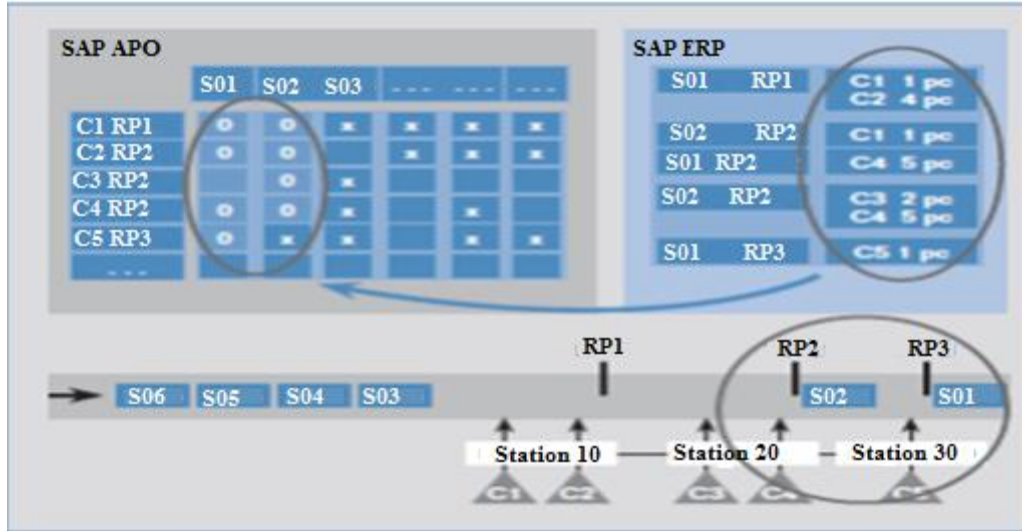 SAP APO
S01 S02 S03 --- --- ---
C1 RP1 o o x x x x
C2 RP2 o o x x x
C3 RP2 o x
C4 RP2 o o x x
C5 RP3 o x x x x
---
SAP ERP
S01 RP1 C1 1 pc
C2 4 pc
S02 RP2 C1 1 pc
S01 RP2 C4 5 pc
S02 RP2 C3 2 pc
C4 5 pc
S01 RP3 C5 1 pc
RP1 RP2 RP3
S06 S05 S04 S03 S02 S01
Station 10 Station 20 Station 30
C1 C2 C3 C4 C5